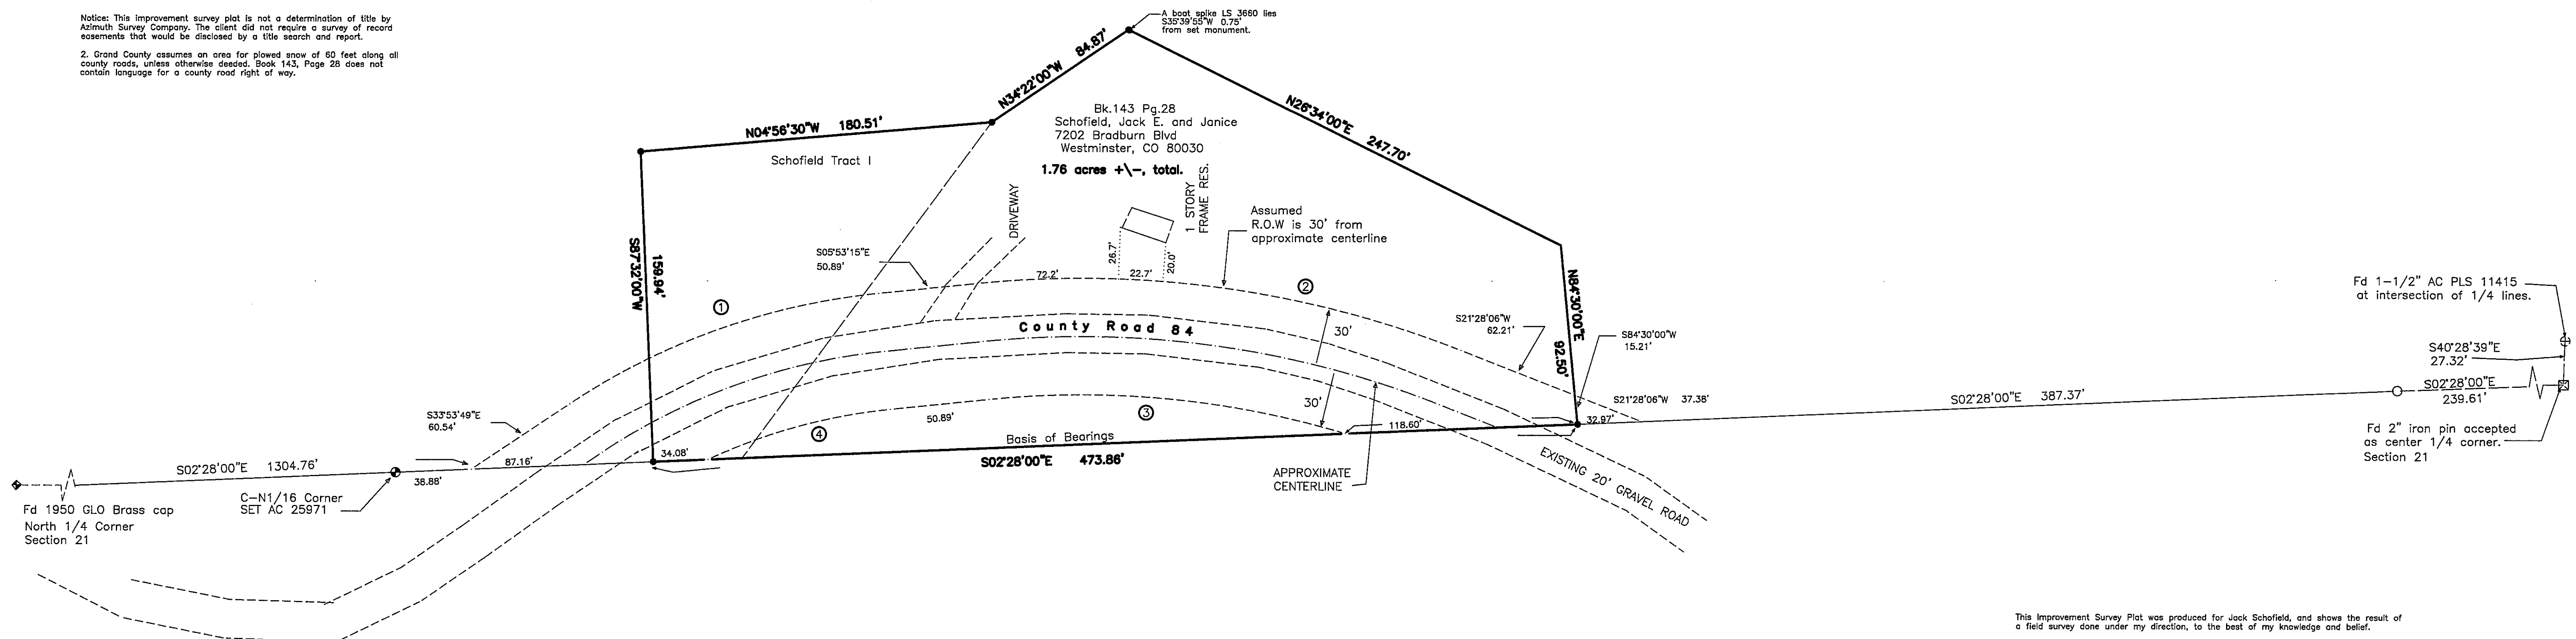 Notice: This improvement survey plat is not a determination of title by
Azimuth Survey Company. The client did not require a survey of record
easements that would be disclosed by a title search and report.
2. Grand County assumes an area for plowed snow of 60 feet along all
county roads, unless otherwise deeded. Book 143, Page 28 does not
contain language for a county road right of way.
A boat spike LS 3660 lies
S35°39'55"W 0.75'
from set monument.
N34°22'00"W 84.87'
N26°34'00"E 247.70'
Bk.143 Pg.28
Schofield, Jack E. and Janice
7202 Bradburn Blvd
Westminster, CO 80030
1.76 acres +\-, total.
N04°56'30"W 180.51'
Schofield Tract I
DRIVEWAY
1 STORY
FRAME RES.
Assumed
R.O.W is 30' from
approximate centerline
S87°32'00"W
159.94'
S05°53'15"E
50.89'
26.7'
20.0'
72.2'
22.7'
1
2
N84°30'00"E
92.50'
County Road 84
30'
S21°28'06"W
62.21'
S84°30'00"W
15.21'
Fd 1-1/2" AC PLS 11415
at intersection of 1/4 lines.
S40°28'39"E
27.32'
S02°28'00"E
239.61'
S02°28'00"E 387.37'
S21°28'06"W 37.38'
32.97'
30'
118.60'
3
50.89'
4
Basis of Bearings
S02°28'00"E 473.86'
34.08'
S33°53'49"E
60.54'
87.16'
38.88'
S02°28'00"E 1304.76'
C-N1/16 Corner
SET AC 25971
Fd 1950 GLO Brass cap
North 1/4 Corner
Section 21
APPROXIMATE
CENTERLINE
EXISTING 20' GRAVEL ROAD
Fd 2" iron pin accepted
as center 1/4 corner.
Section 21
This Improvement Survey Plat was produced for Jack Schofield, and shows the result of
a field survey done under my direction, to the best of my knowledge and belief.